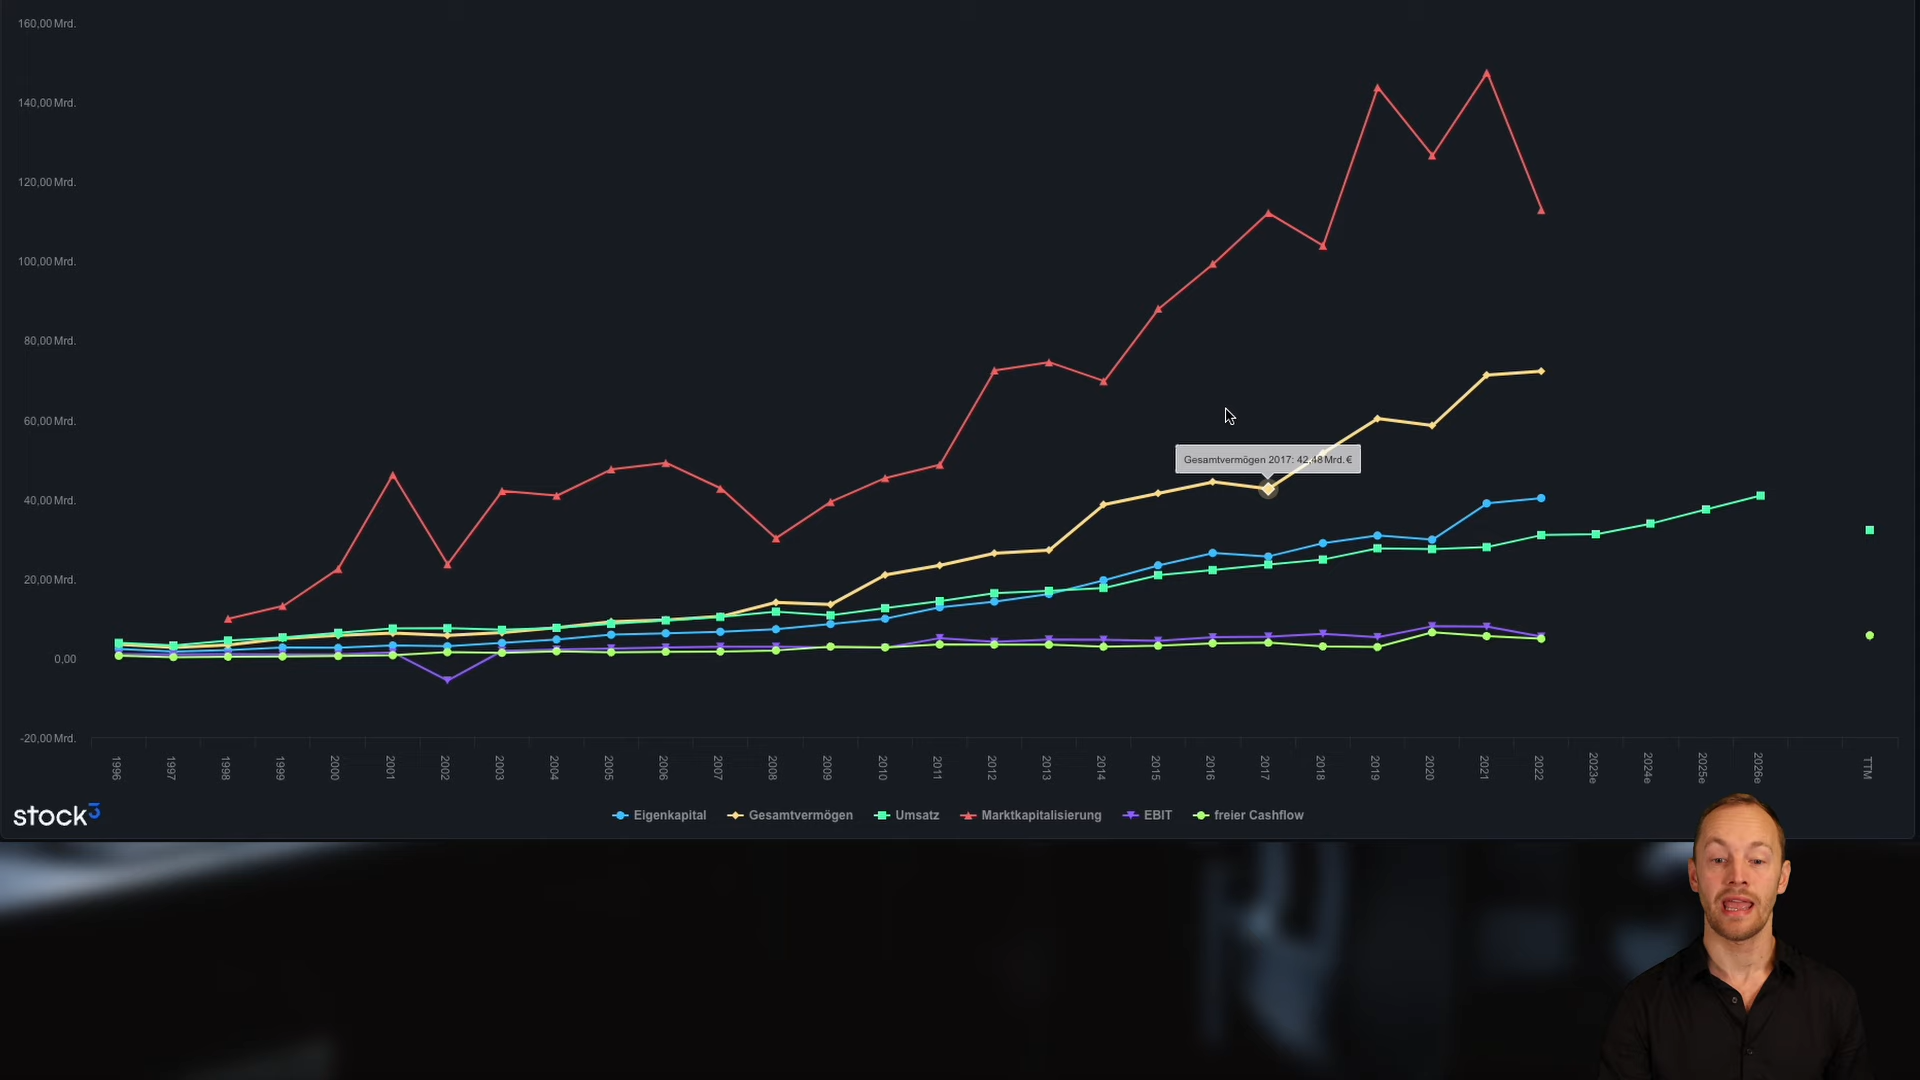 160,00 Mrd.
140,00 Mrd.
120,00 Mrd.
100,00 Mrd.
80,00 Mrd.
60,00 Mrd.
40,00 Mrd.
20,00 Mrd.
0,00
-20,00 Mrd.
Gesamtvermögen 2017: 42,48 Mrd. €
1996
1997
1998
1999
2000
2001
2002
2003
2004
2005
2006
2007
2008
2009
2010
2011
2012
2013
2014
2015
2016
2017
2018
2019
2020
2021
2022
2023e
2024e
2025e
2026e
TTM
stock3
Eigenkapital Gesamtvermögen Umsatz Marktkapitalisierung EBIT freier Cashflow